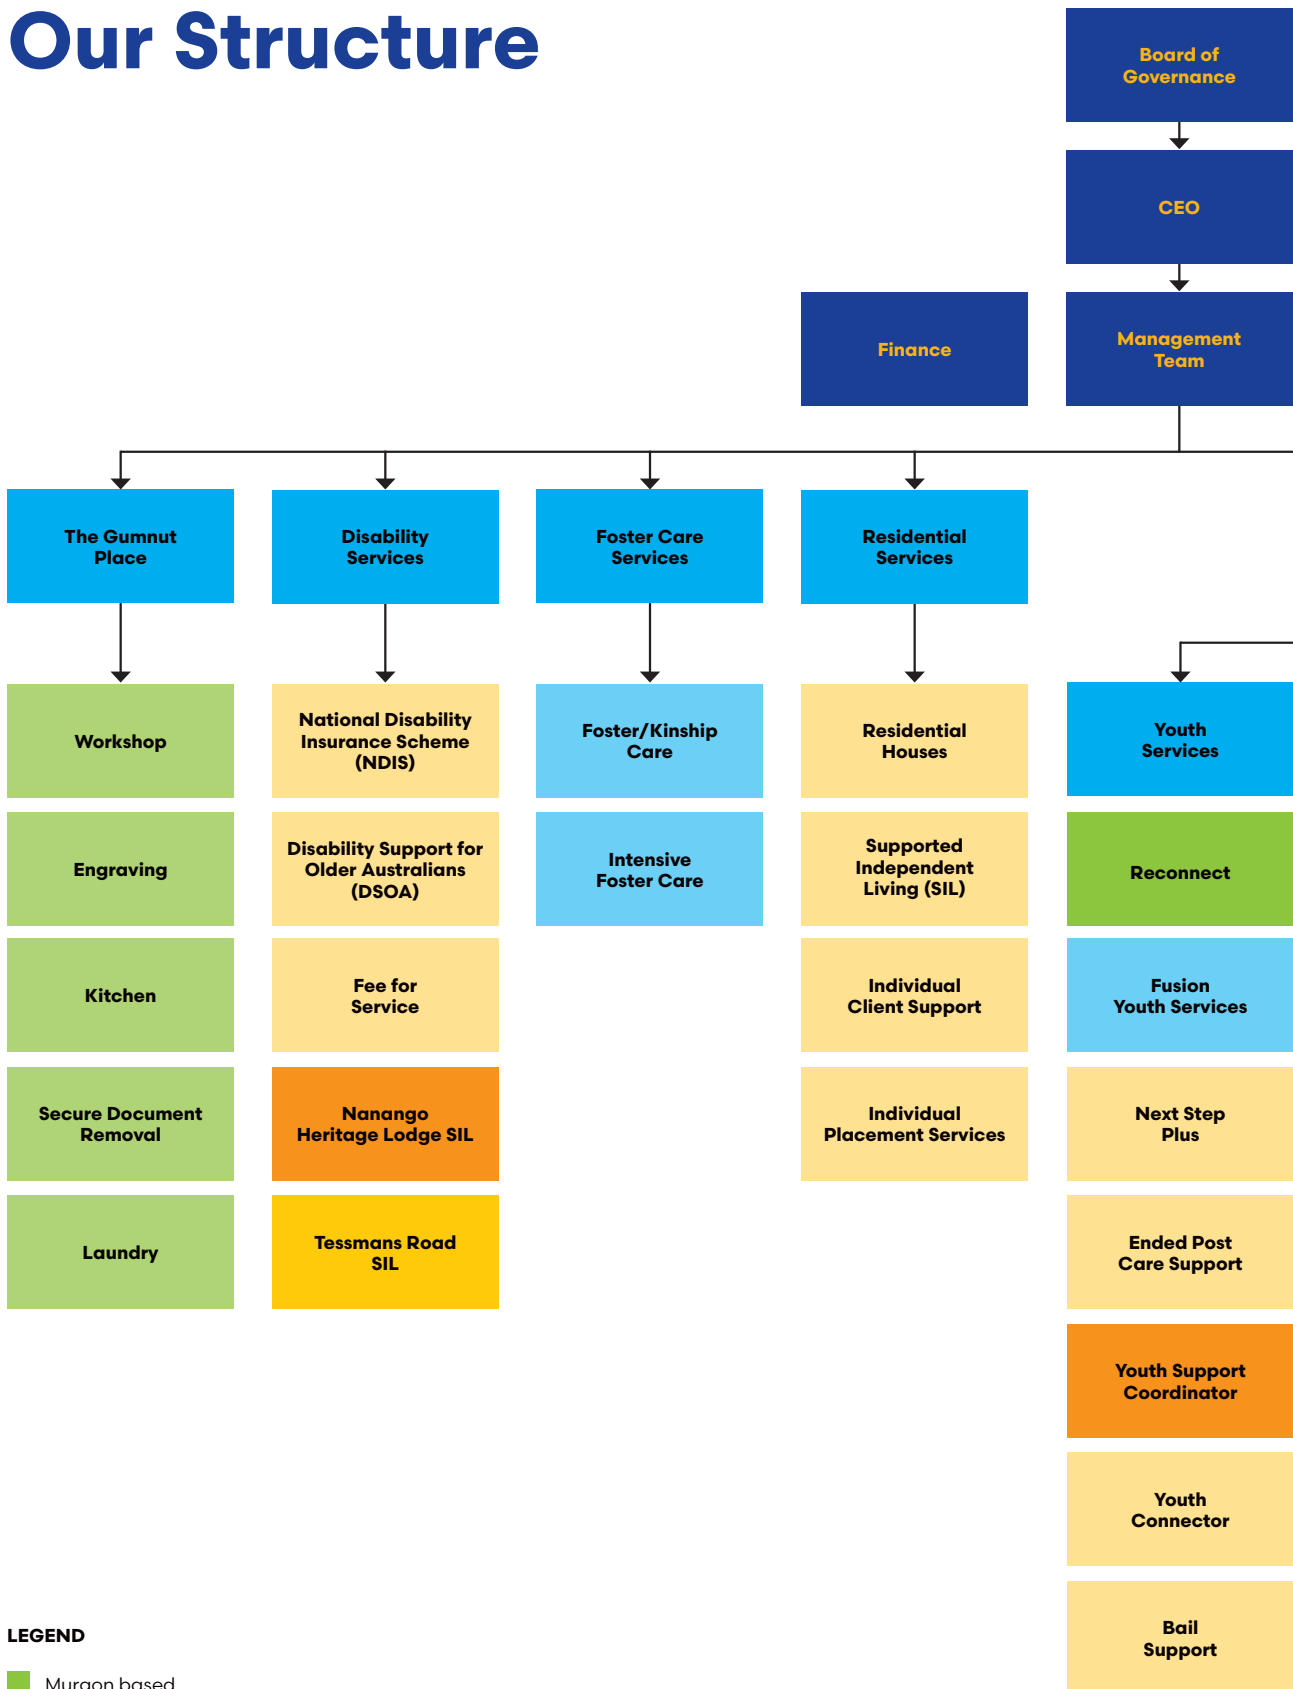 Our Structure
Board of
Governance
CEO
Finance
Management
Team
The Gumnut
Place
Disability
Services
Foster Care
Services
Residential
Services
Workshop
Engraving
Kitchen
Secure Document
Removal
Laundry
National Disability
Insurance Scheme
(NDIS)
Disability Support for
Older Australians
(DSOA)
Fee for
Service
Nanango
Heritage Lodge SIL
Tessmans Road
SIL
Foster/Kinship
Care
Intensive
Foster Care
Residential
Houses
Supported
Independent
Living (SIL)
Individual
Client Support
Individual
Placement Services
Youth
Services
Reconnect
Fusion
Youth Services
Next Step
Plus
Ended Post
Care Support
Youth Support
Coordinator
Youth
Connector
Bail
Support
LEGEND
Murgon based